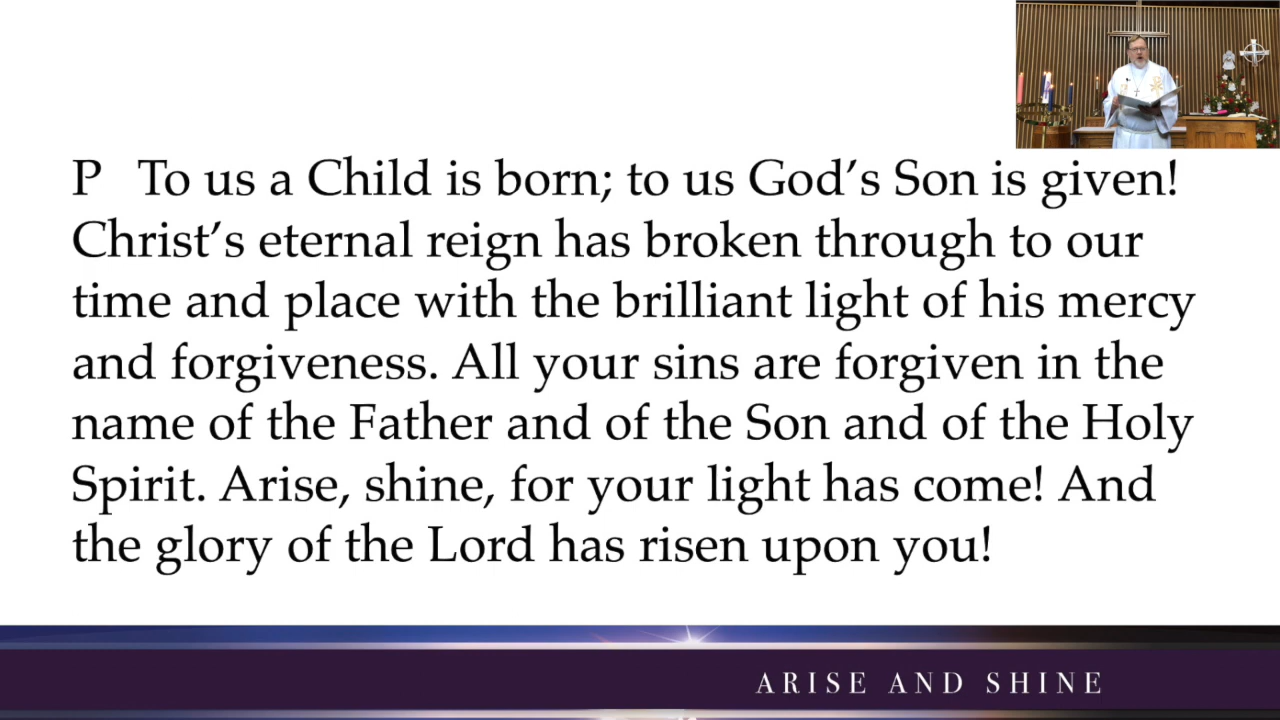 P To us a Child is born; to us God’s Son is given!
Christ’s eternal reign has broken through to our
time and place with the brilliant light of his mercy
and forgiveness. All your sins are forgiven in the
name of the Father and of the Son and of the Holy
Spirit. Arise, shine, for your light has come! And
the glory of the Lord has risen upon you!
ARISE AND SHINE